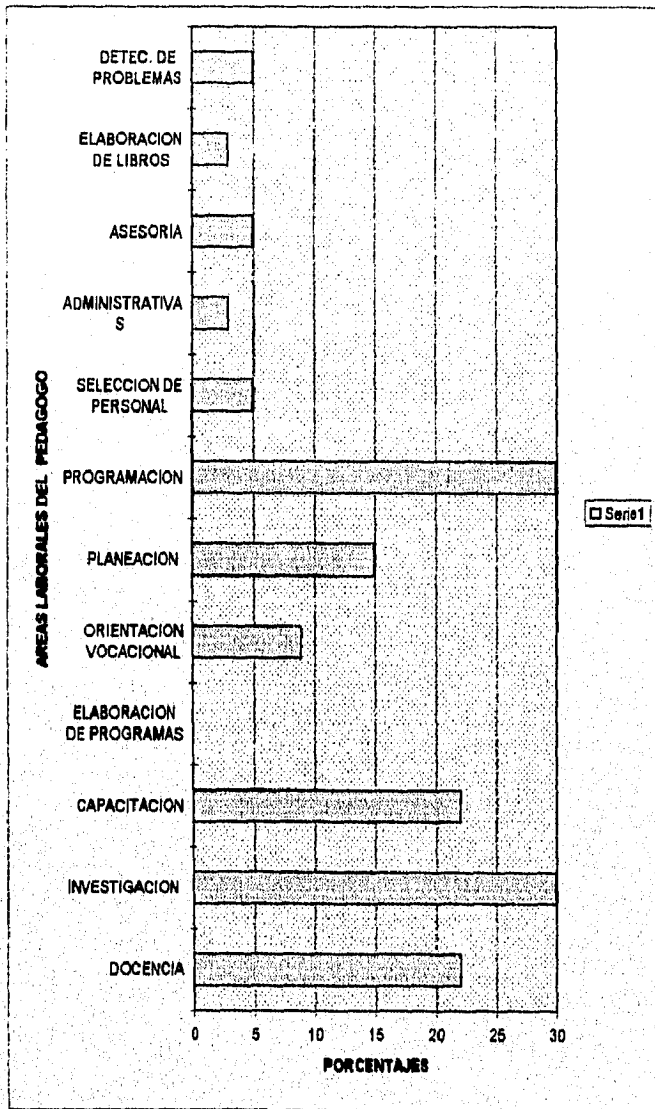 DETEC. DE
PROBLEMAS
ELABORACION
DE LIBROS
ASESORIA
ADMINISTRATIVA
S
SELECCION DE
PERSONAL
PROGRAMACION
PLANEACION
ORIENTACION
VOCACIONAL
ELABORACION
DE PROGRAMAS
CAPACITACION
INVESTIGACION
DOCENCIA
AREAS LABORALES DEL PEDAGOGO
0 5 10 15 20 25 30
PORCENTAJES
Serie1